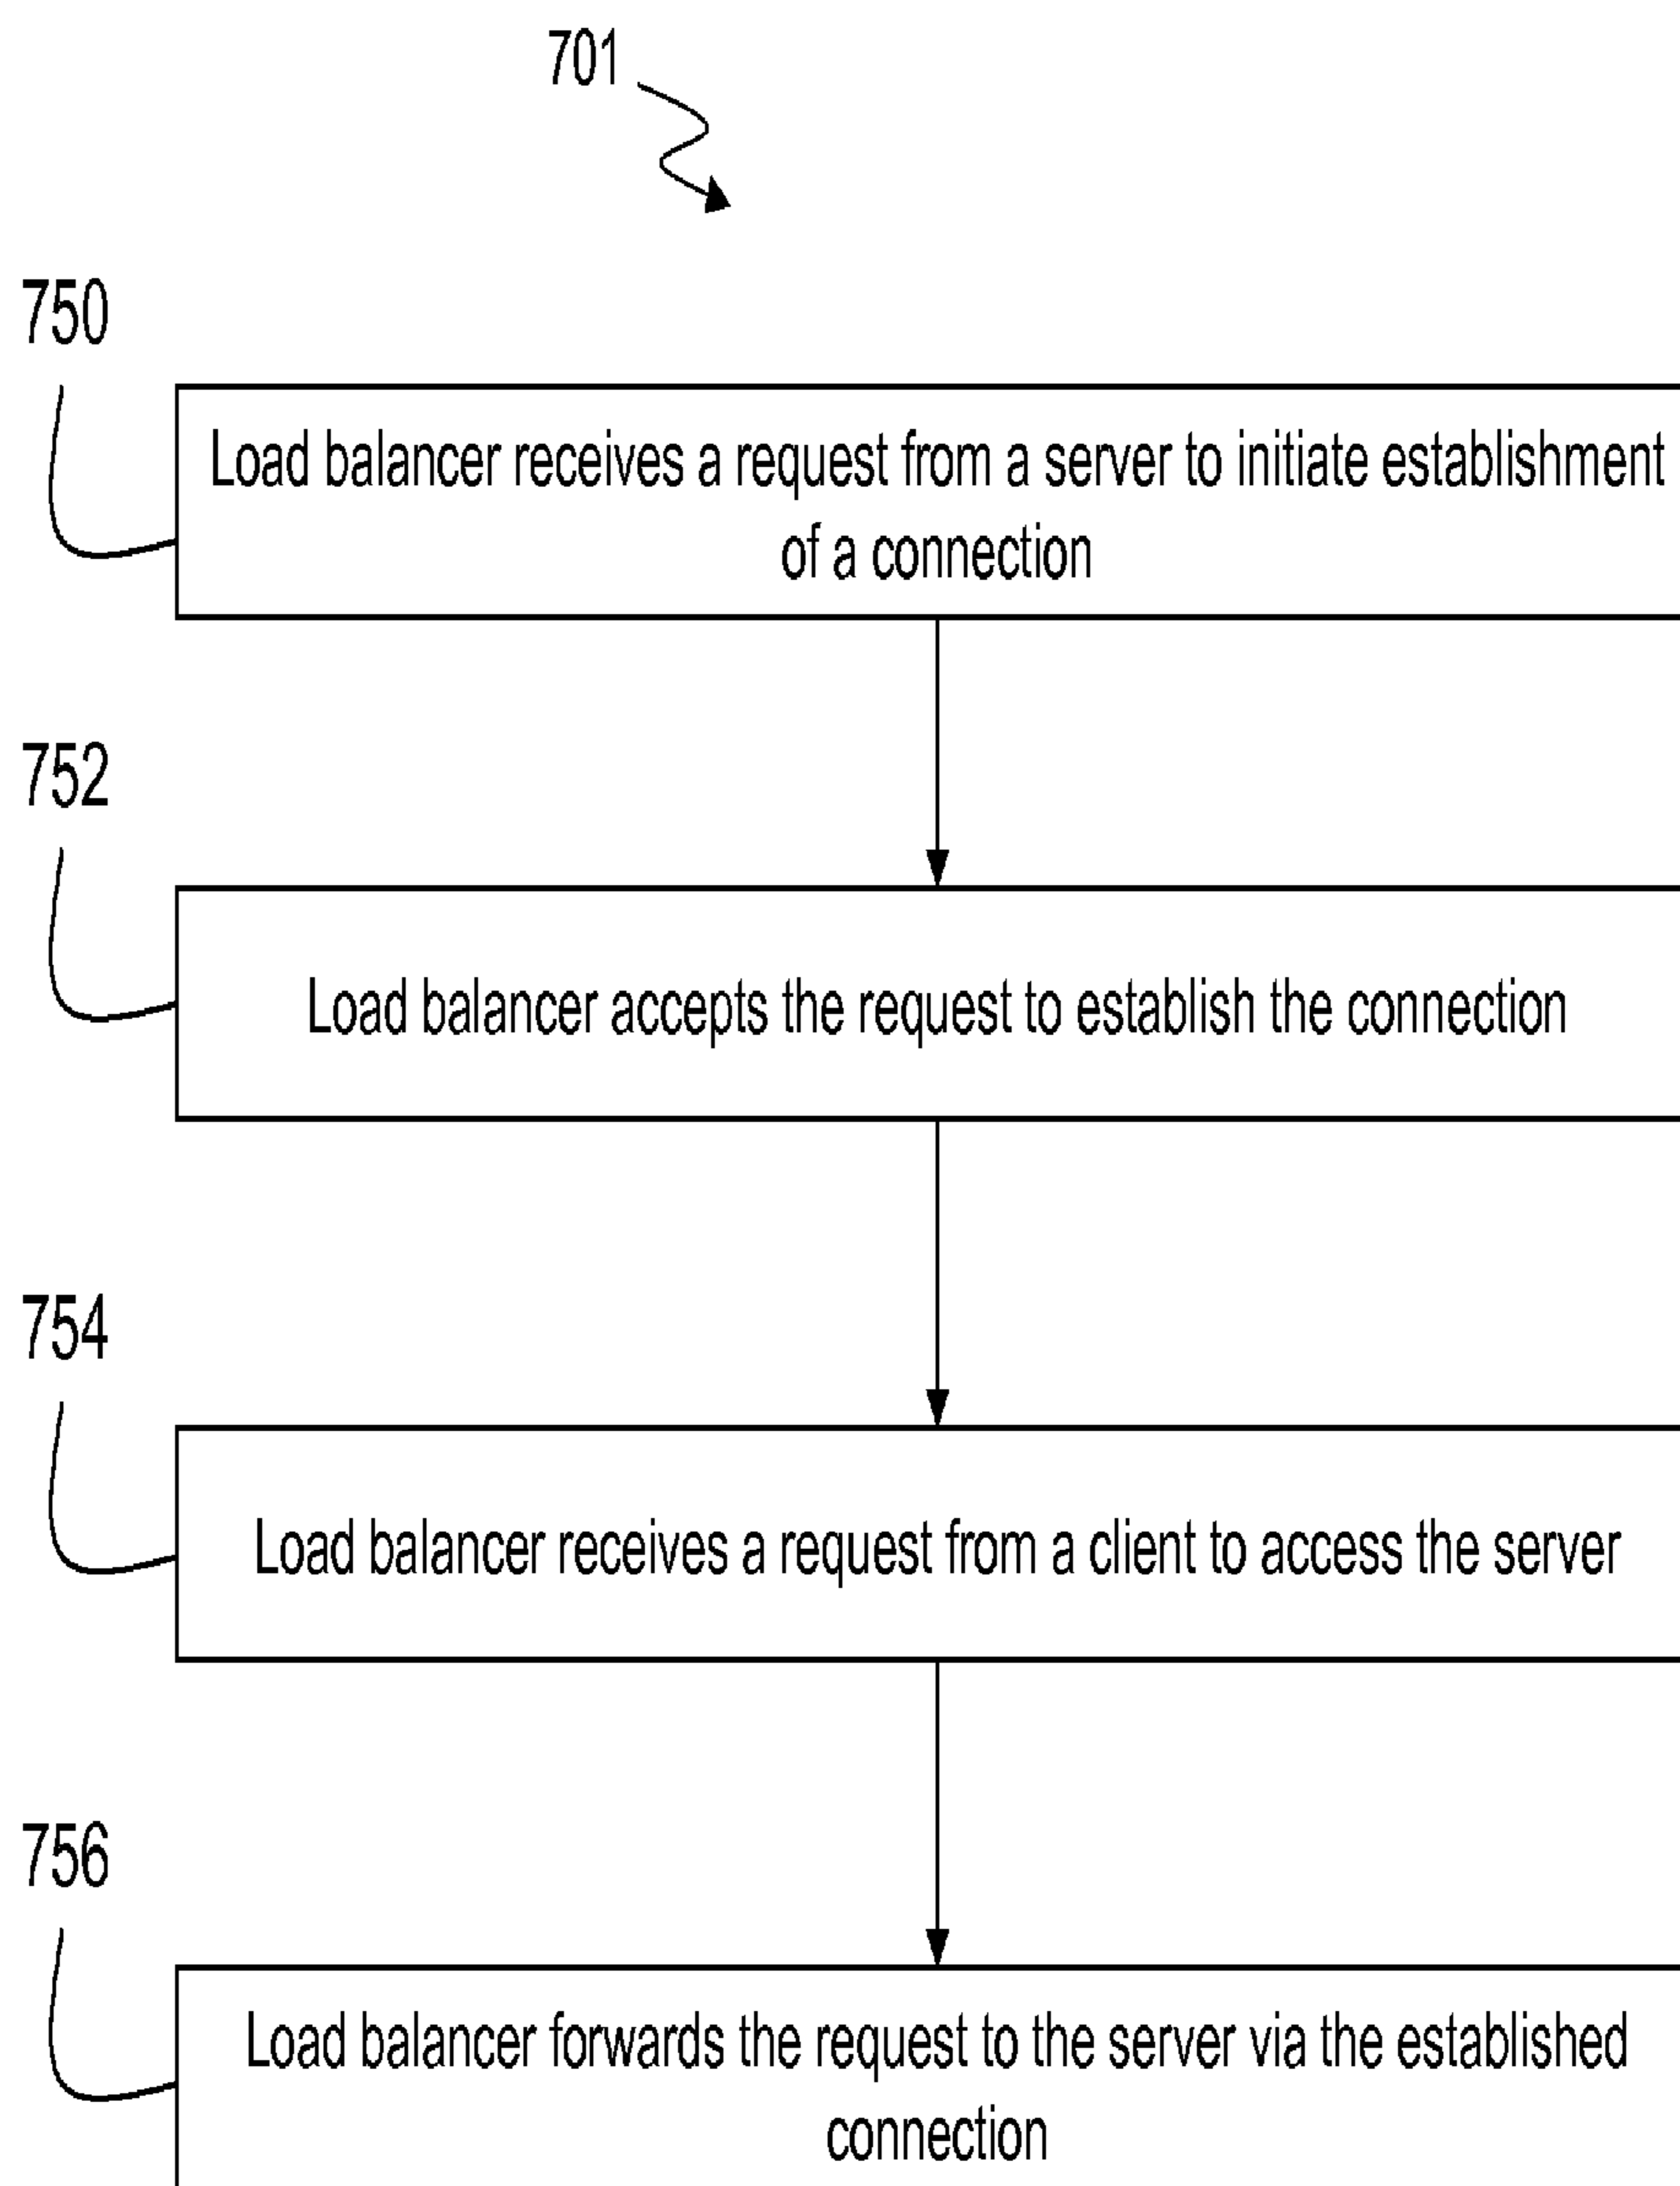 701
750
Load balancer receives a request from a server to initiate establishment
of a connection
752
Load balancer accepts the request to establish the connection
754
Load balancer receives a request from a client to access the server
756
Load balancer forwards the request to the server via the established
connection